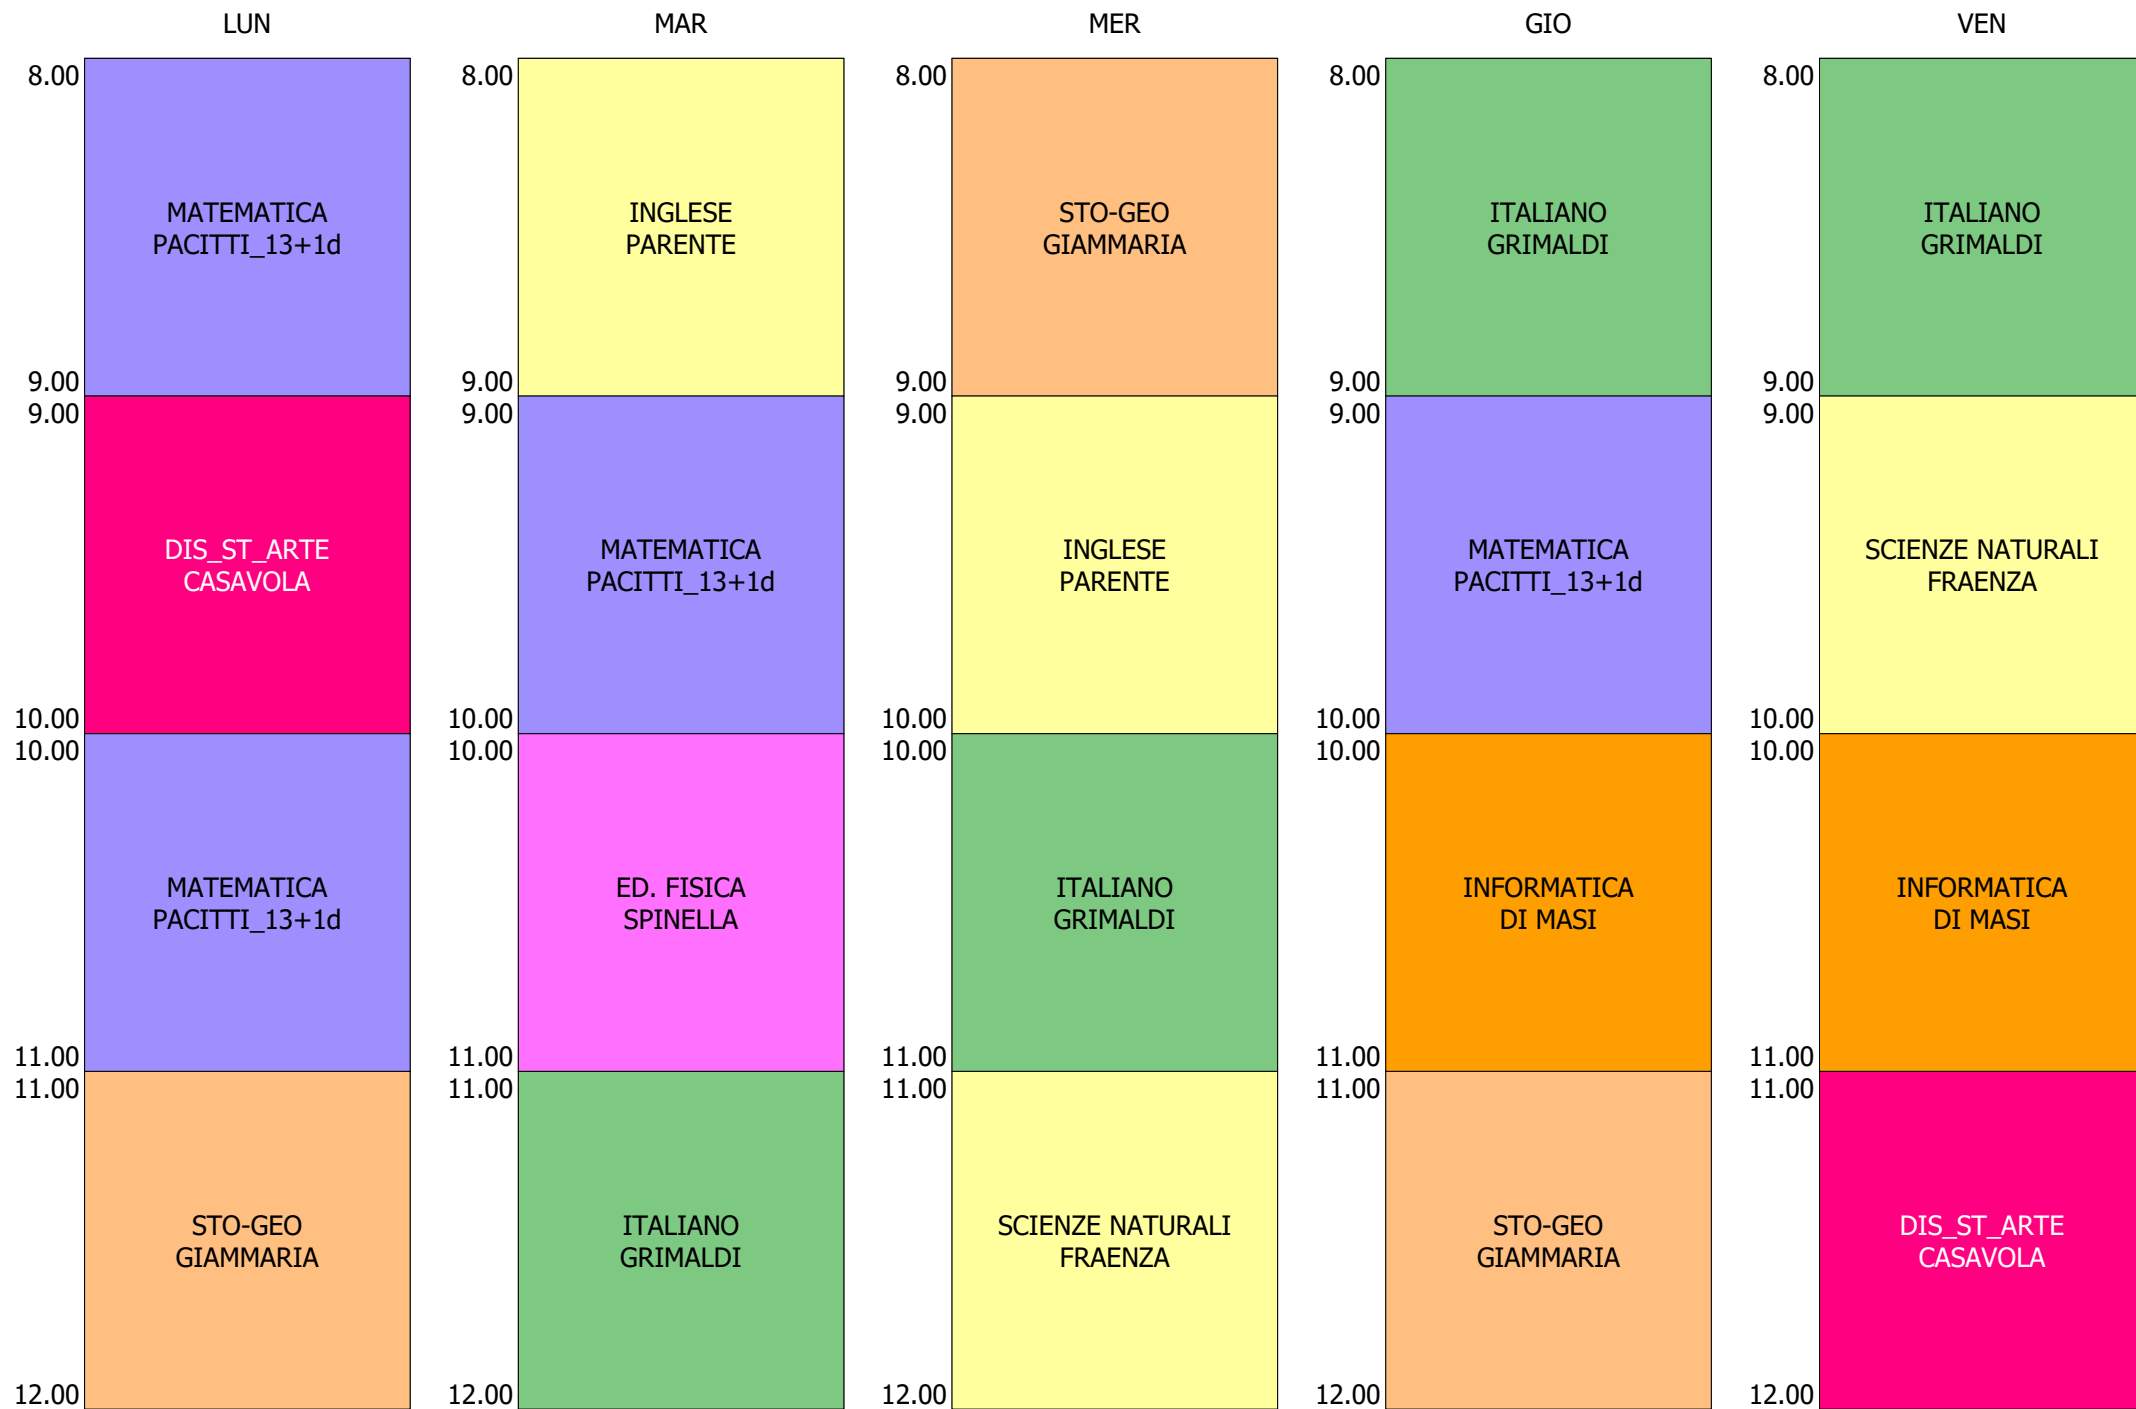 LUN MAR MER GIO VEN
8.00 8.00 8.00 8.00 8.00
MATEMATICA INGLESE STO-GEO ITALIANO ITALIANO
PACITTI_13+1d PARENTE GIAMMARIA GRIMALDI GRIMALDI
9.00 9.00 9.00 9.00 9.00
9.00 9.00 9.00 9.00 9.00
DIS_ST_ARTE MATEMATICA INGLESE MATEMATICA SCIENZE NATURALI
CASAVOLA PACITTI_13+1d PARENTE PACITTI_13+1d FRAENZA
10.00 10.00 10.00 10.00 10.00
10.00 10.00 10.00 10.00 10.00
MATEMATICA ED. FISICA ITALIANO INFORMATICA INFORMATICA
PACITTI_13+1d SPINELLA GRIMALDI DI MASI DI MASI
11.00 11.00 11.00 11.00 11.00
11.00 11.00 11.00 11.00 11.00
STO-GEO ITALIANO SCIENZE NATURALI STO-GEO DIS_ST_ARTE
GIAMMARIA GRIMALDI FRAENZA GIAMMARIA CASAVOLA
12.00 12.00 12.00 12.00 12.00